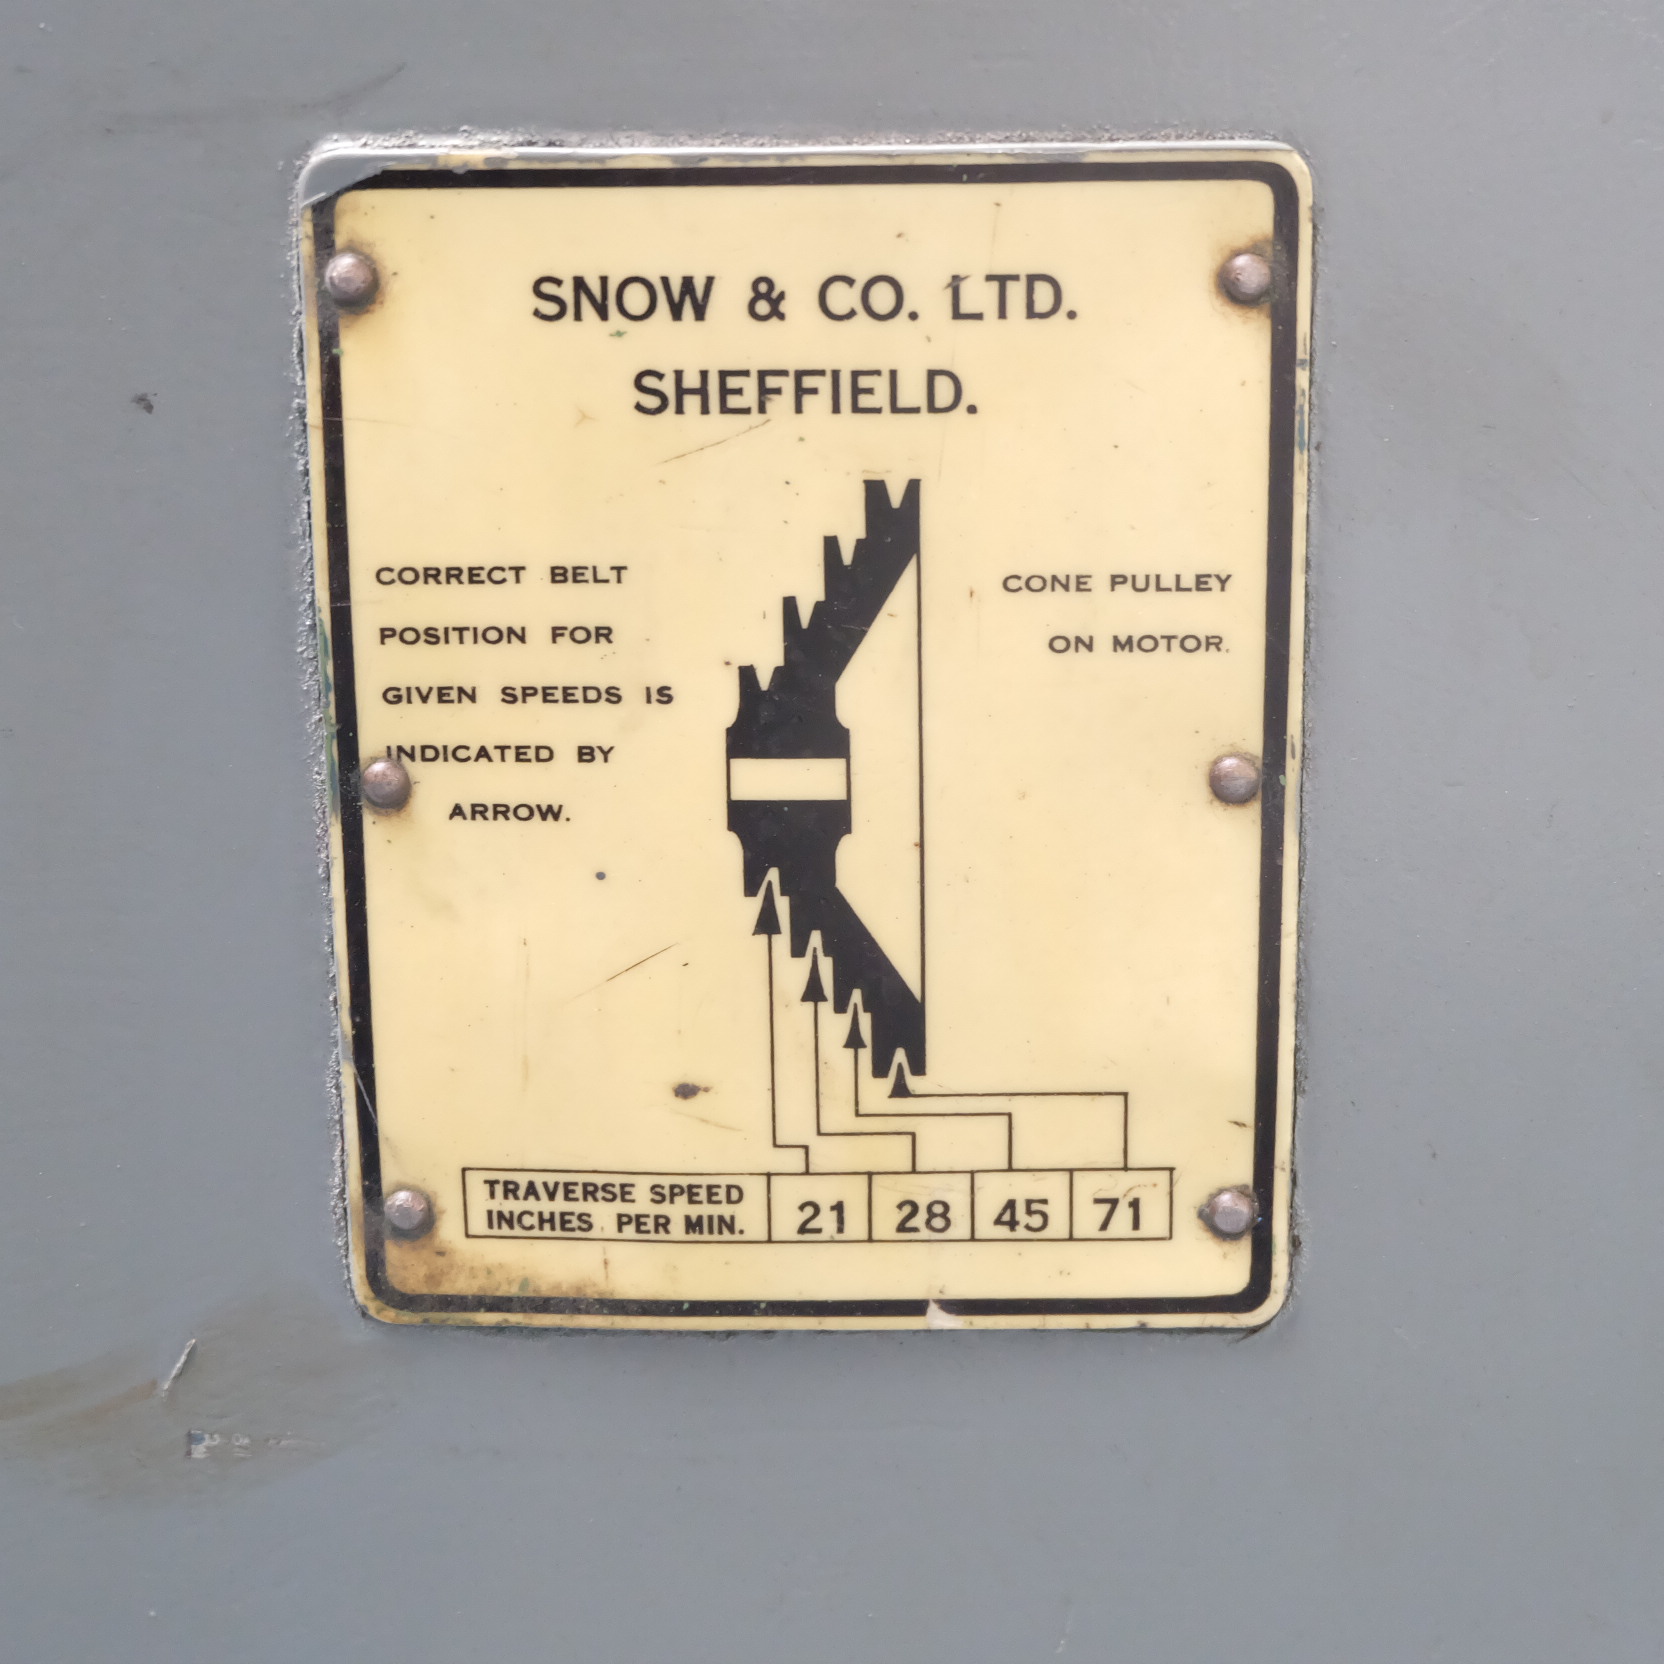 SNOW & CO. LTD.
SHEFFIELD.
CORRECT BELT
POSITION FOR
GIVEN SPEEDS IS
INDICATED BY
ARROW.
CONE PULLEY
ON MOTOR.
TRAVERSE SPEED
INCHES PER MIN.
21 28 45 71